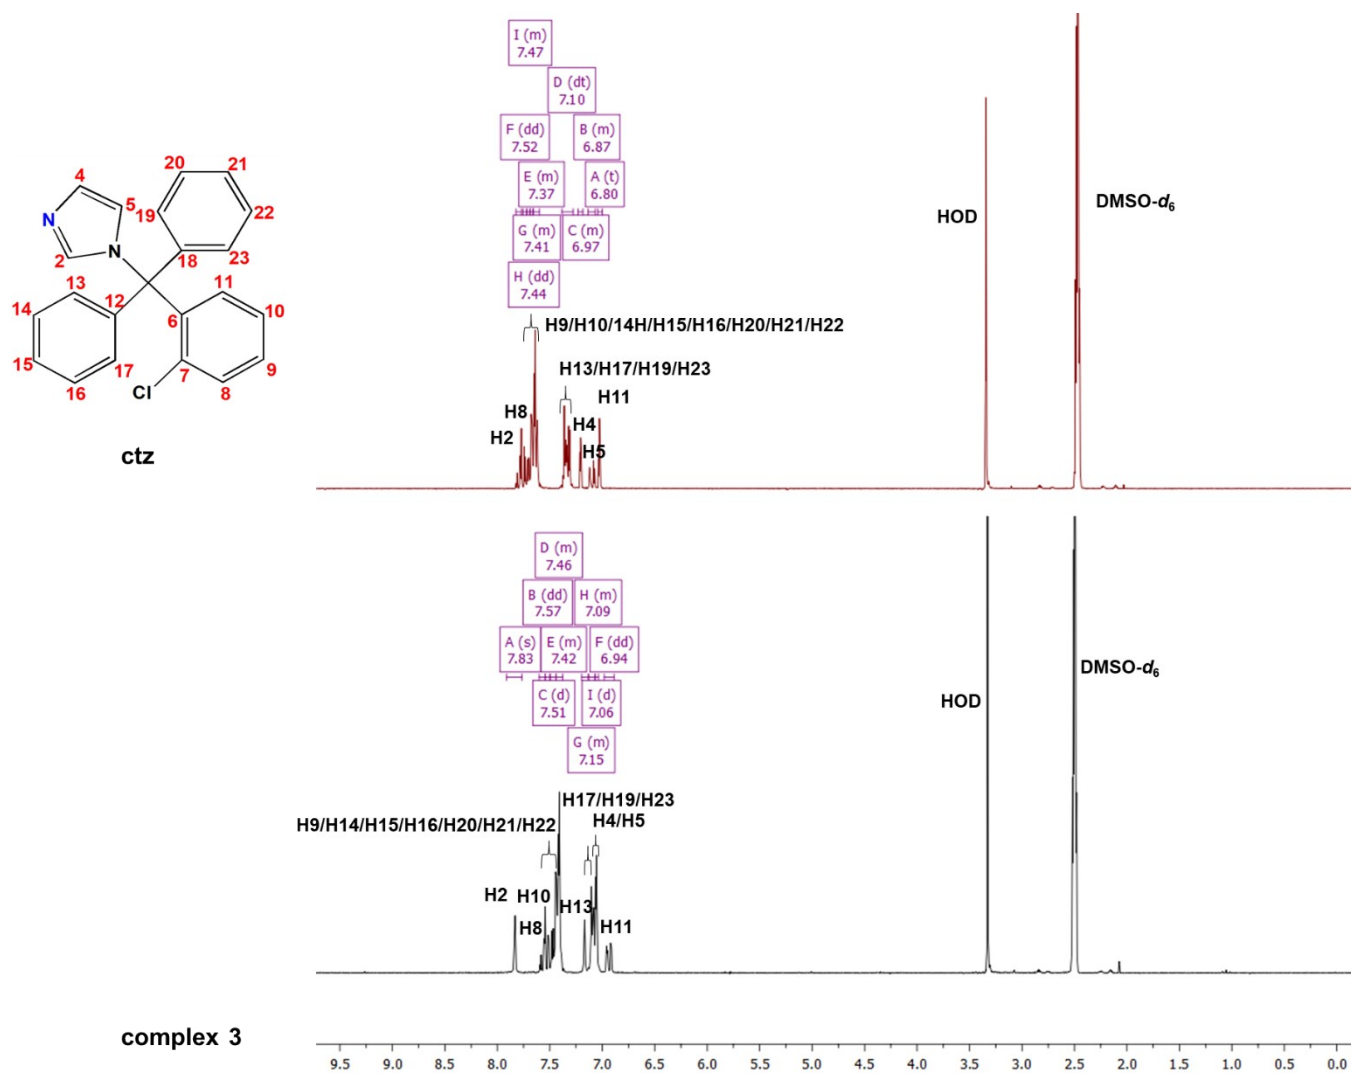 I (m)
7.47
D (dt)
7.10
F (dd)
7.52
B (m)
6.87
E (m)
7.37
A (t)
6.80
G (m)
7.41
C (m)
6.97
H (dd)
7.44
H9/H10/14H/H15/H16/H20/H21/H22
H13/H17/H19/H23
H11
H8
H4
H2
H5
HOD
DMSO-d6
20
21
4
5
19
22
N
2
N
23
18
13
11
12
14
6
10
15
17
7
9
16
Cl
8
ctz
D (m)
7.46
B (dd)
7.57
H (m)
7.09
A (s)
7.83
E (m)
7.42
F (dd)
6.94
C (d)
7.51
I (d)
7.06
G (m)
7.15
H17/H19/H23
H9/H14/H15/H16/H20/H21/H22
H4/H5
H2
H10
H13
H8
H11
HOD
DMSO-d6
complex 3
9.5 9.0 8.5 8.0 7.5 7.0 6.5 6.0 5.5 5.0 4.5 4.0 3.5 3.0 2.5 2.0 1.5 1.0 0.5 0.0